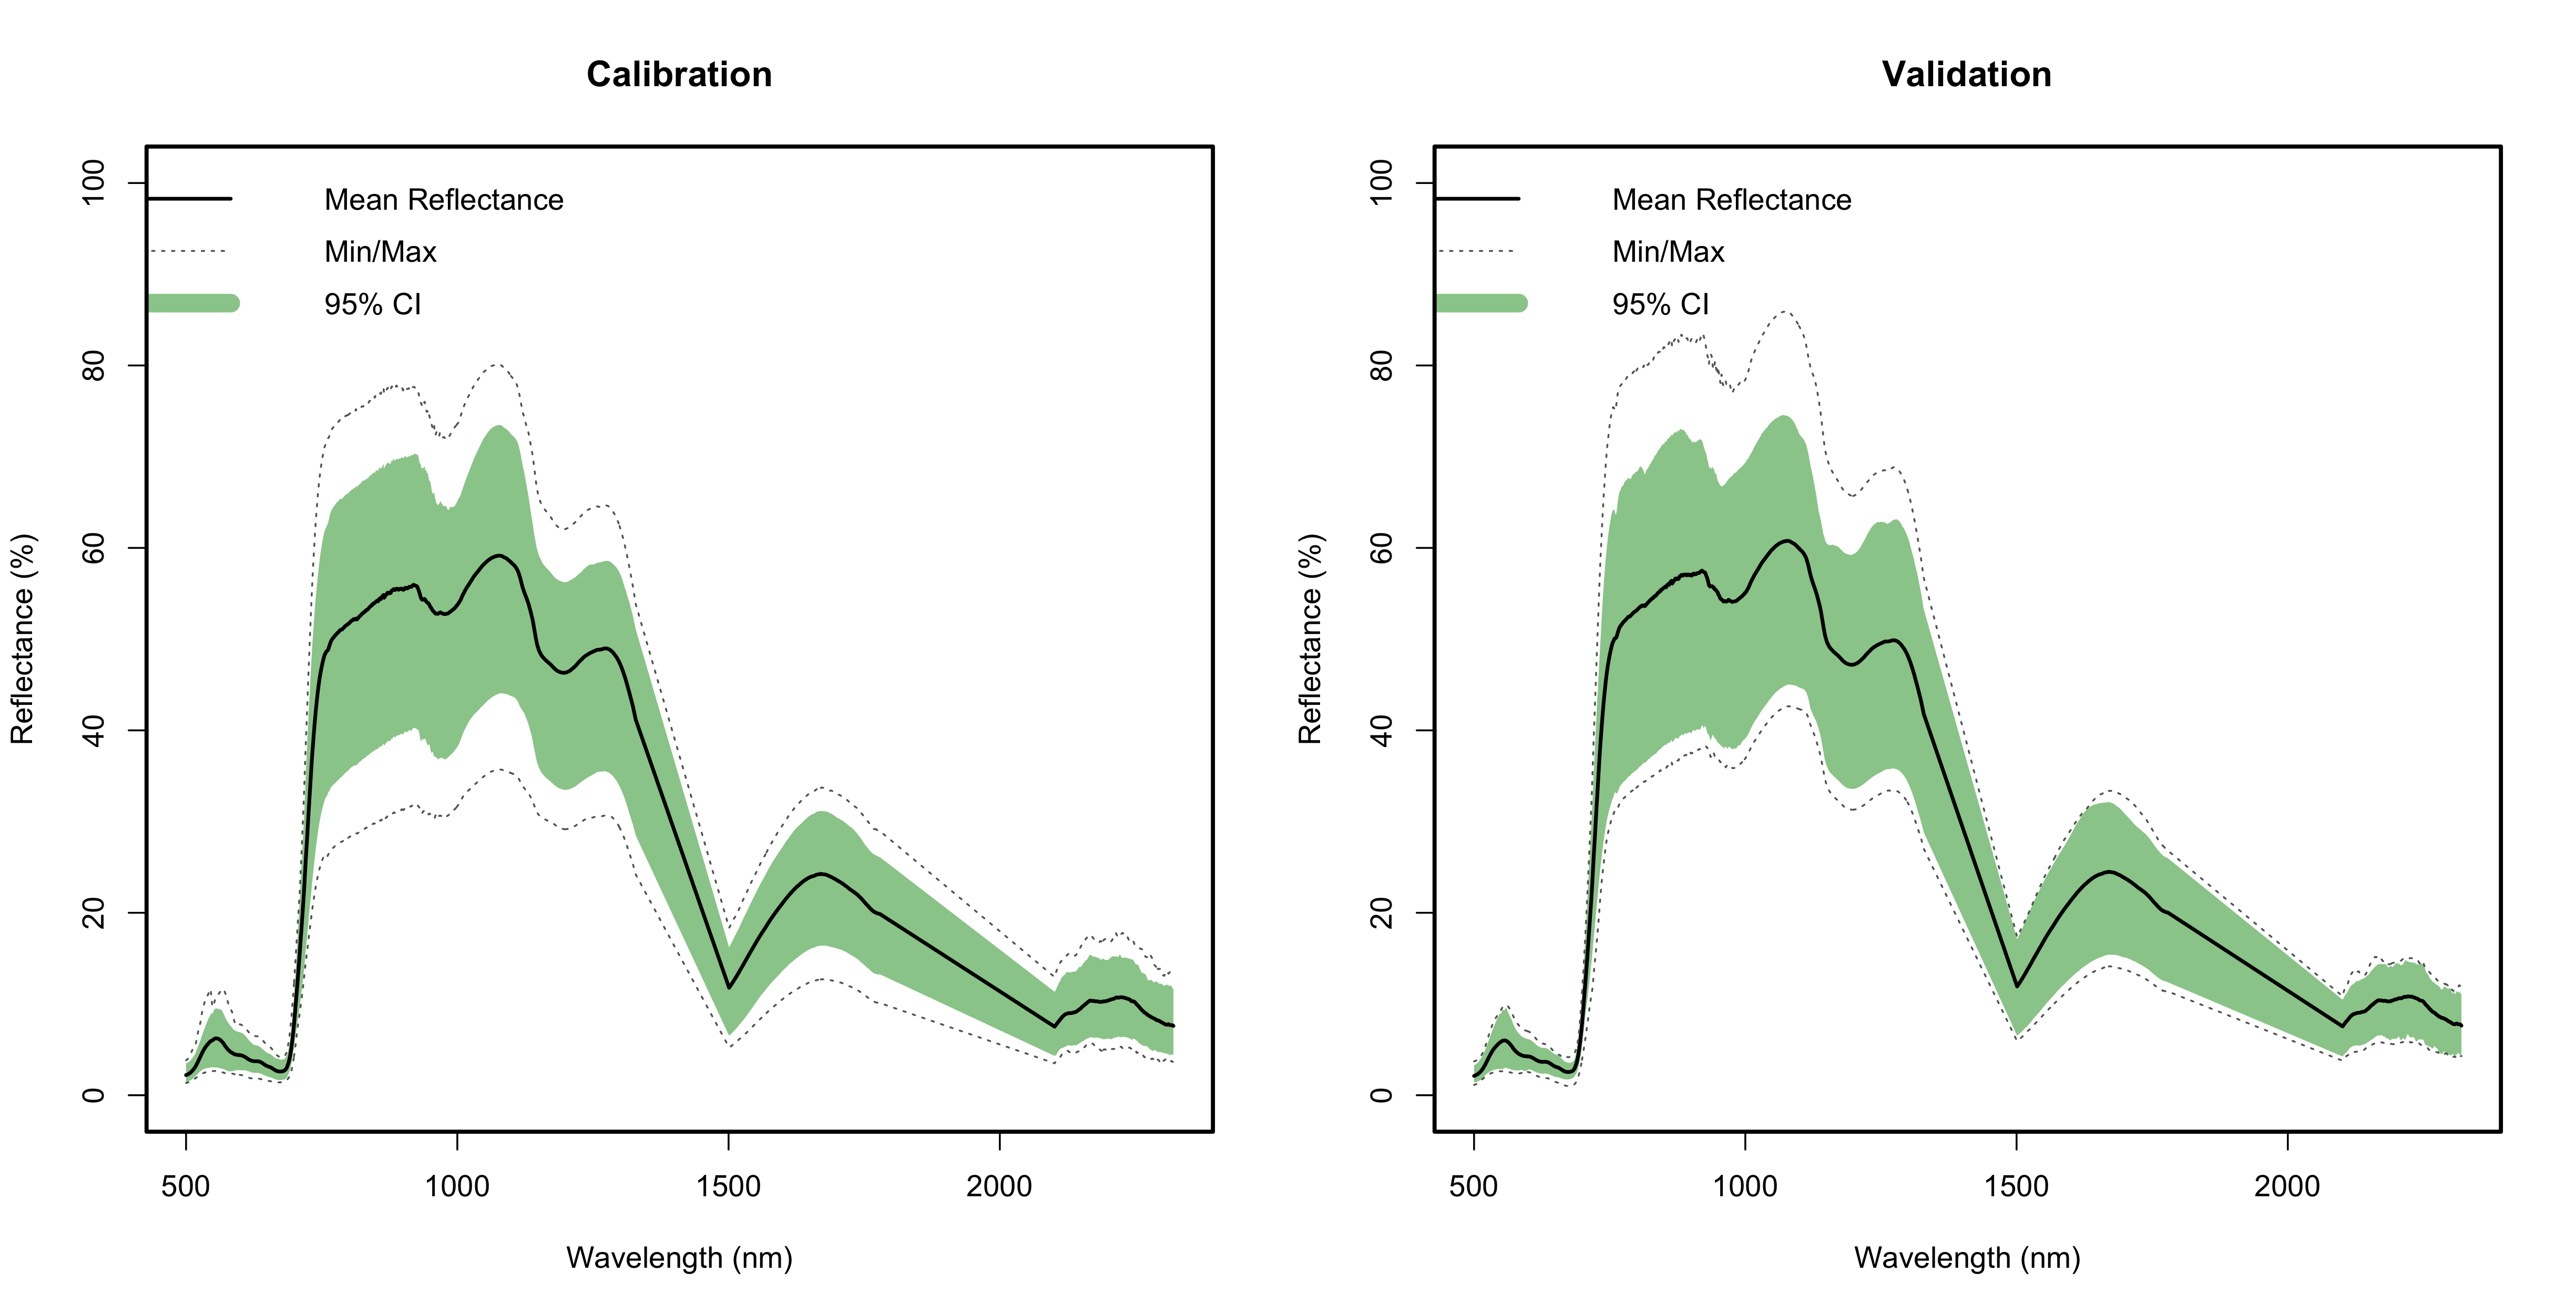 Calibration
Reflectance (%)
100
80
60
40
20
0
Mean Reflectance
Min/Max
95% CI
500 1000 1500 2000
Wavelength (nm)
Validation
Reflectance (%)
100
80
60
40
20
0
Mean Reflectance
Min/Max
95% CI
500 1000 1500 2000
Wavelength (nm)